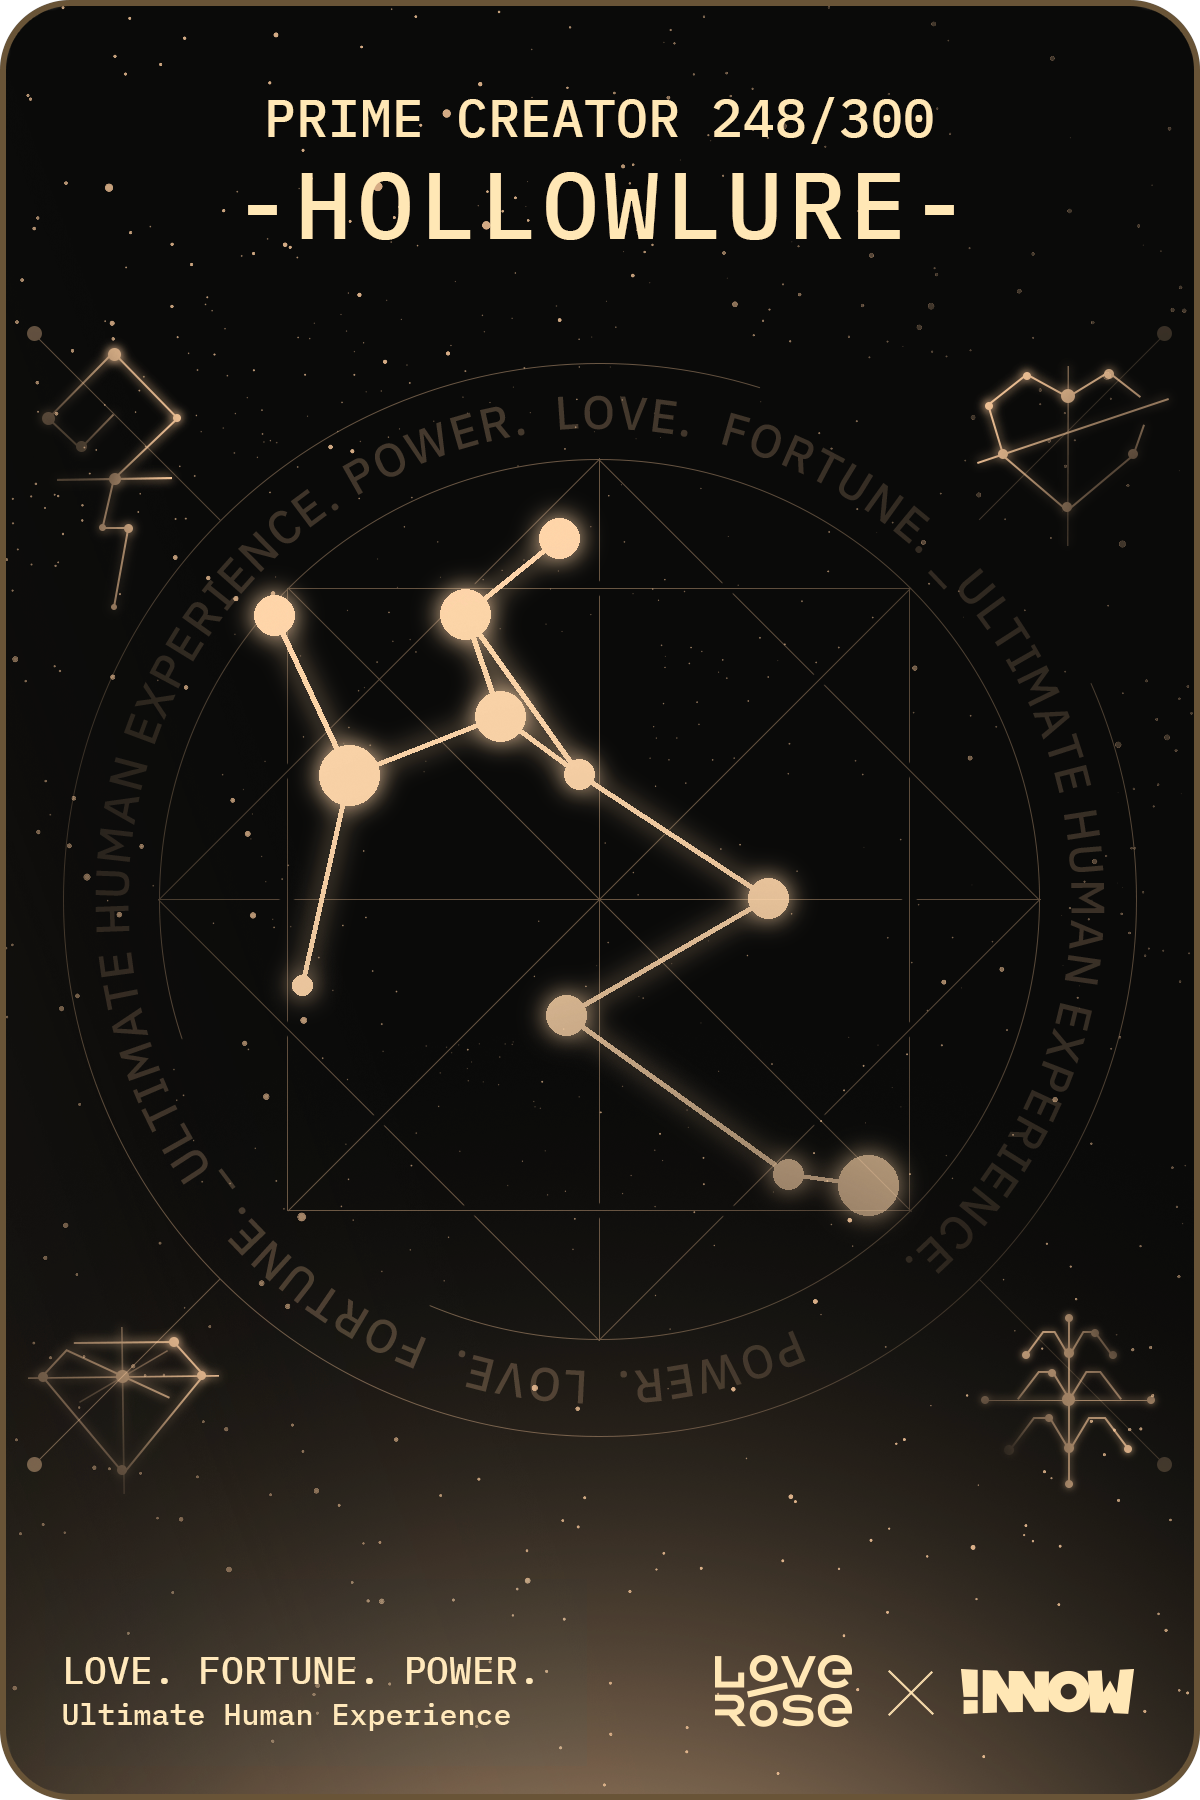 PRIME CREATOR 248/300
-HOLLOWLURE-
POWER. LOVE. FORTUNE. – ULTIMATE HUMAN EXPERIENCE.
POWER. LOVE. FORTUNE. – ULTIMATE HUMAN EXPERIENCE.
LOVE. FORTUNE. POWER.
Ultimate Human Experience
LOVE
ROSE
!NNOW